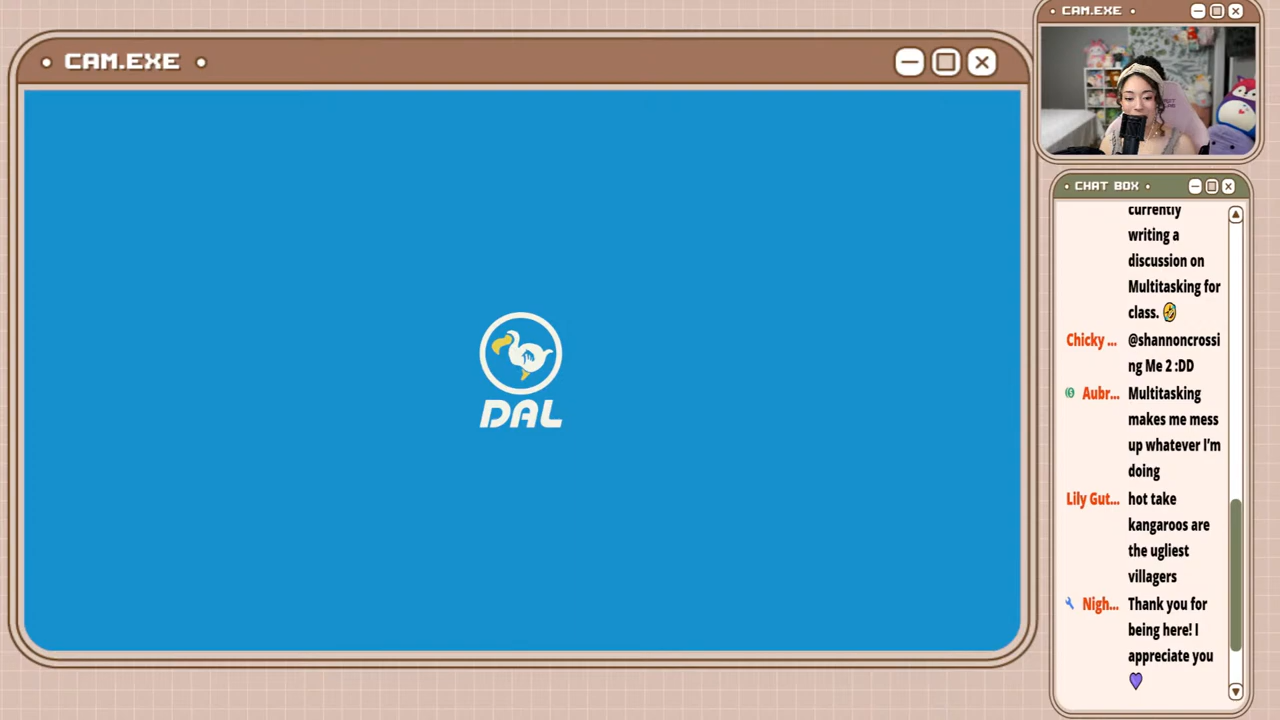 CAM.EXE
DAL
CAM.EXE
CHAT BOX
currently
writing a
discussion on
Multitasking for
class. 🤣
Chicky ... @shannoncrossi
ng Me 2 :DD
Aubr... Multitasking
makes me mess
up whatever I'm
doing
Lily Gut... hot take
kangaroos are
the ugliest
villagers
Nigh... Thank you for
being here! I
appreciate you
💜